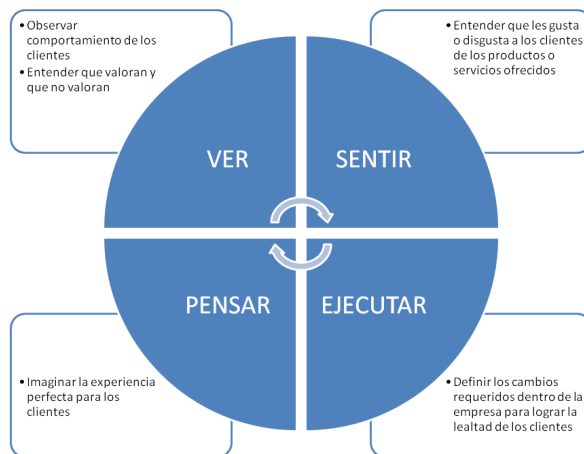 • Observar
comportamiento de los
clientes
• Entender que valoran y
que no valoran
• Entender que les gusta
o disgusta a los clientes
de los productos o
servicios ofrecidos
VER
SENTIR
PENSAR
EJECUTAR
• Imaginar la experiencia
perfecta para los
clientes
• Definir los cambios
requeridos dentro de la
empresa para lograr la
lealtad de los clientes